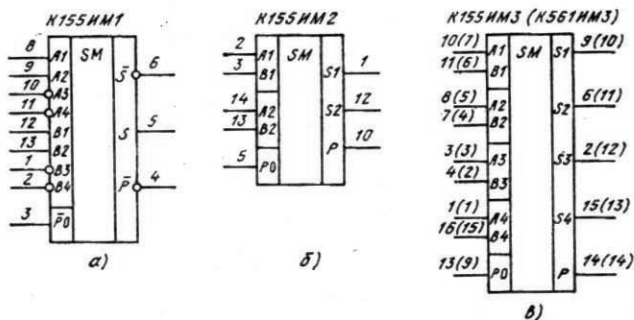 К155ИМ1
8 A1 SM S̅ 6
9 A2
10 A3
11 A4
12 B1 S 5
13 B2
1 B3
2 B4 P̅ 4
3 P̅0
а)
К155ИМ2
2 A1 SM S1 1
3 B1
14 A2 S2 12
13 B2
P 10
5 P0
б)
К155ИМ3 (К561ИМ3)
10(7) A1 SM S1 9(10)
11(6) B1
8(5) A2 S2 6(11)
7(4) B2
3(3) A3 S3 2(12)
4(2) B3
1(1) A4 S4 15(13)
16(15) B4
13(9) P0 P 14(14)
в)